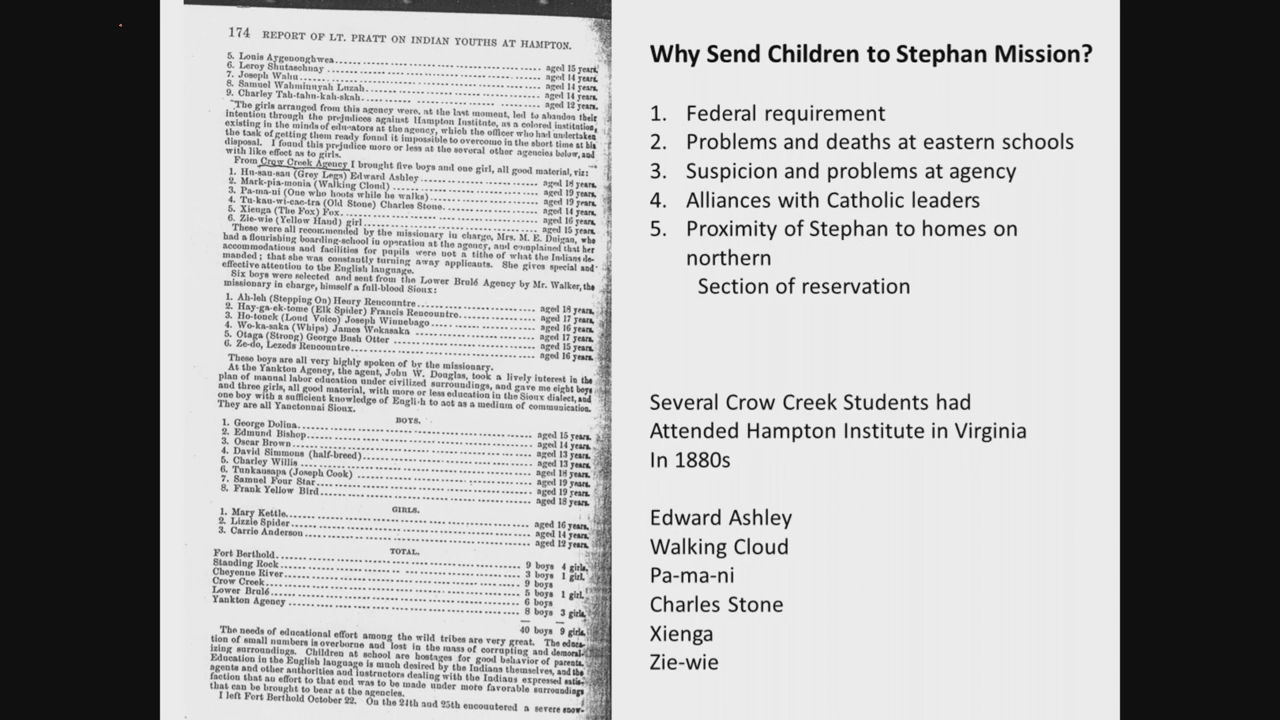 174 REPORT OF LT. PRATT ON INDIAN YOUTHS AT HAMPTON.
5. Louis Aygenonghwea aged 15 years.
6. Leroy Shutaschnay aged 14 years.
7. Joseph Wahu aged 14 years.
8. Samuel Wahminuyah Luzah aged 14 years.
9. Charley Tah-tahn-kah-skah aged 12 years.
The girls arranged from this agency were, at the last moment, led to abandon their
intention through the prejudices against Hampton Institute, as a colored institution,
existing in the minds of educators at the agency, which the officer who had undertaken
the task of getting them ready found it impossible to overcome in the short time at his
disposal. I found this prejudice more or less at the several other agencies below, and
with like effect as to girls.
From Crow Creek Agency I brought five boys and one girl, all good material, viz:
1. Hu-sau-sau (Grey Legs) Edward Ashley aged 18 years.
2. Mark-pia-monia (Walking Cloud) aged 19 years.
3. Pa-ma-ni (One who hoots while he walks) aged 19 years.
4. Tu-kau-wi-cac-tra (Old Stone) Charles Stone aged 14 years.
5. Xienga (The Fox) Fox aged 16 years.
6. Zie-wie (Yellow Hand) girl aged 15 years.
These were all recommended by the missionary in charge, Mrs. M. E. Duigan, who
had a flourishing boarding-school in operation at the agency, and complained that her
accommodations and facilities for pupils were not a tithe of what the Indians de-
manded; that she was constantly turning away applicants. She gives special and
effective attention to the English language.
Six boys were selected and sent from the Lower Brulé Agency by Mr. Walker, the
missionary in charge, himself a full-blood Sioux:
1. Ah-leh (Stepping On) Henry Rencountre aged 18 years.
2. Hay-ga-ek-tome (Elk Spider) Francis Rencountre aged 17 years.
3. Ho-tonck (Loud Voice) Joseph Winnebago aged 16 years.
4. Wo-ka-saka (Whips) James Wokasaka aged 17 years.
5. Otaga (Strong) George Bush Otter aged 15 years.
6. Ze-do, Lezeds Rencountre aged 16 years.
These boys are all very highly spoken of by the missionary.
At the Yankton Agency, the agent, John W. Douglas, took a lively interest in the
plan of manual labor education under civilized surroundings, and gave me eight boys
and three girls, all good material, with more or less education in the Sioux dialect, and
one boy with a sufficient knowledge of English to act as a medium of communication.
They are all Yanctonnai Sioux.
BOYS.
1. George Dolina aged 15 years.
2. Edmund Bishop aged 14 years.
3. Oscar Brown aged 13 years.
4. David Simmons (half-breed) aged 13 years.
5. Charley Willis aged 18 years.
6. Tunkausapa (Joseph Cook) aged 19 years.
7. Samuel Four Star aged 19 years.
8. Frank Yellow Bird aged 18 years.
GIRLS.
1. Mary Kettle aged 16 years.
2. Lizzie Spider aged 14 years.
3. Carrie Anderson aged 12 years.
TOTAL.
Fort Berthold 9 boys 4 girls.
Standing Rock 3 boys 1 girl.
Cheyenne River 9 boys
Crow Creek 5 boys 1 girl.
Lower Brulé 6 boys
Yankton Agency 8 boys 3 girls.
40 boys 9 girls.
The needs of educational effort among the wild tribes are very great. The educa-
tion of small numbers is overborne and lost in the mass of corrupting and demoral-
izing surroundings. Children at school are hostages for good behavior of parents.
Education in the English language is much desired by the Indians themselves, and the
agents and other authorities and instructors dealing with the Indians expressed satis-
faction that an effort to that end was to be made under more favorable surroundings
that can be brought to bear at the agencies.
I left Fort Berthold October 22. On the 24th and 25th encountered a severe snow-
Why Send Children to Stephan Mission?
1. Federal requirement
2. Problems and deaths at eastern schools
3. Suspicion and problems at agency
4. Alliances with Catholic leaders
5. Proximity of Stephan to homes on
northern
Section of reservation
Several Crow Creek Students had
Attended Hampton Institute in Virginia
In 1880s
Edward Ashley
Walking Cloud
Pa-ma-ni
Charles Stone
Xienga
Zie-wie